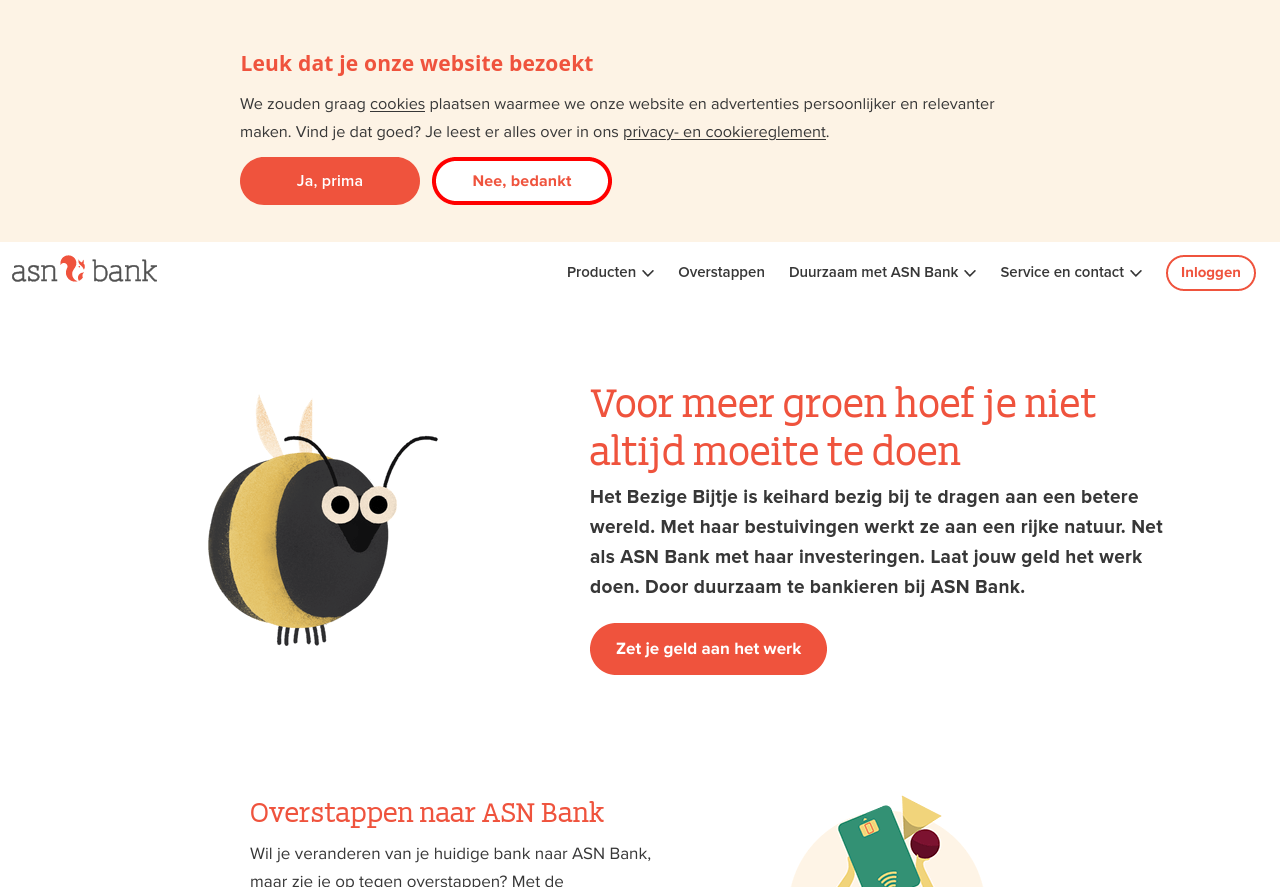 Leuk dat je onze website bezoekt
We zouden graag cookies plaatsen waarmee we onze website en advertenties persoonlijker en relevanter
maken. Vind je dat goed? Je leest er alles over in ons privacy- en cookiereglement.
Ja, prima
Nee, bedankt
asn bank
Producten
Overstappen
Duurzaam met ASN Bank
Service en contact
Inloggen
Voor meer groen hoef je niet
altijd moeite te doen
Het Bezige Bijtje is keihard bezig bij te dragen aan een betere
wereld. Met haar bestuivingen werkt ze aan een rijke natuur. Net
als ASN Bank met haar investeringen. Laat jouw geld het werk
doen. Door duurzaam te bankieren bij ASN Bank.
Zet je geld aan het werk
Overstappen naar ASN Bank
Wil je veranderen van je huidige bank naar ASN Bank,
maar zie je op tegen overstappen? Met de